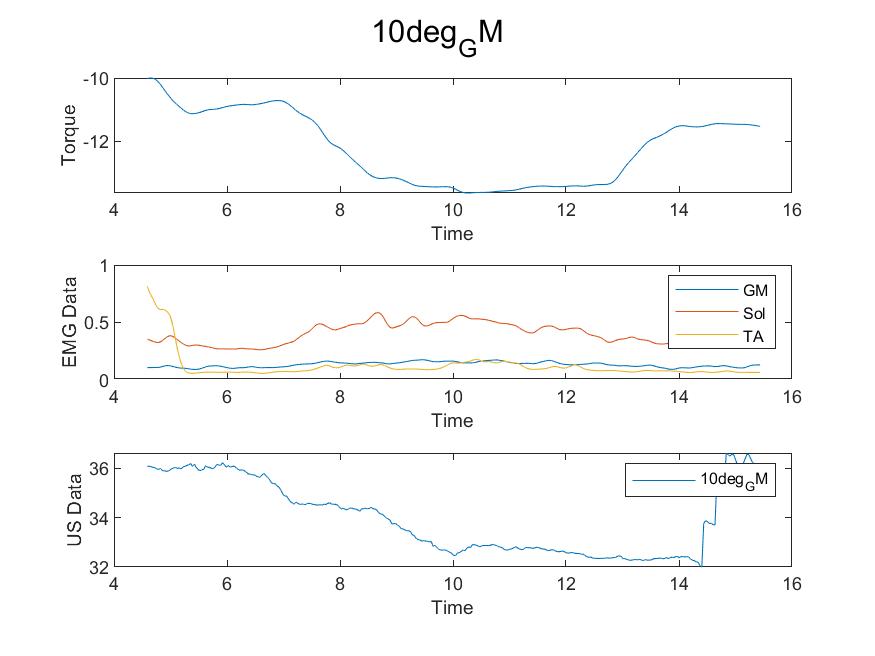 10deg_GM
-10
-12
Torque
4 6 8 10 12 14 16
Time
1
0.5
0
EMG Data
GM
Sol
TA
4 6 8 10 12 14 16
Time
36
34
32
US Data
10deg_GM
4 6 8 10 12 14 16
Time